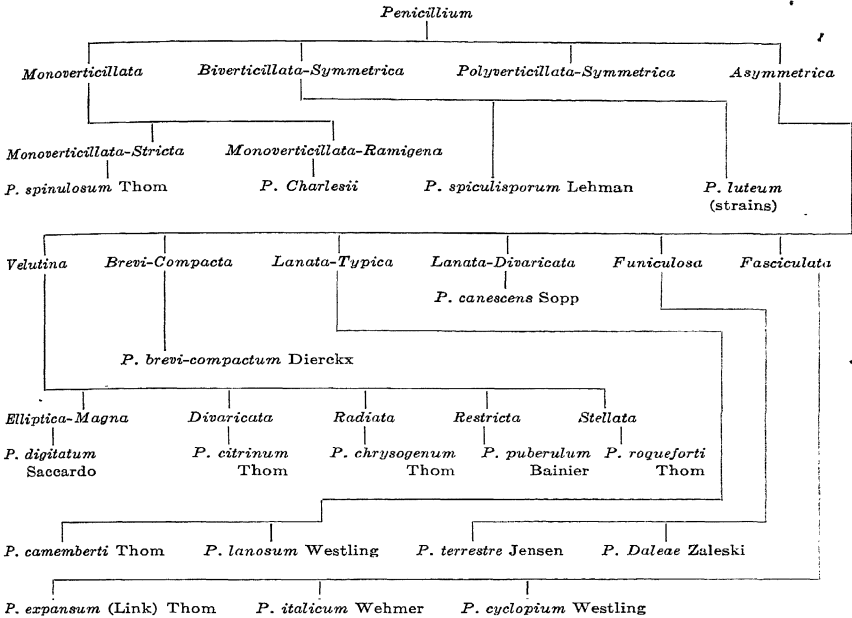 Penicillium
Monoverticillata Biverticillata-Symmetrica Polyverticillata-Symmetrica Asymmetrica
Monoverticillata-Stricta Monoverticillata-Ramigena
P. spinulosum Thom P. Charlesii P. spiculisporum Lehman P. luteum
(strains)
Velutina Brevi-Compacta Lanata-Typica Lanata-Divaricata Funiculosa Fasciculata
P. canescens Sopp
P. brevi-compactum Dierckx
Elliptica-Magna Divaricata Radiata Restricta Stellata
P. digitatum P. citrinum P. chrysogenum P. puberulum P. roqueforti
Saccardo Thom Thom Bainier Thom
P. camemberti Thom P. lanosum Westling P. terrestre Jensen P. Daleae Zaleski
P. expansum (Link) Thom P. italicum Wehmer P. cyclopium Westling